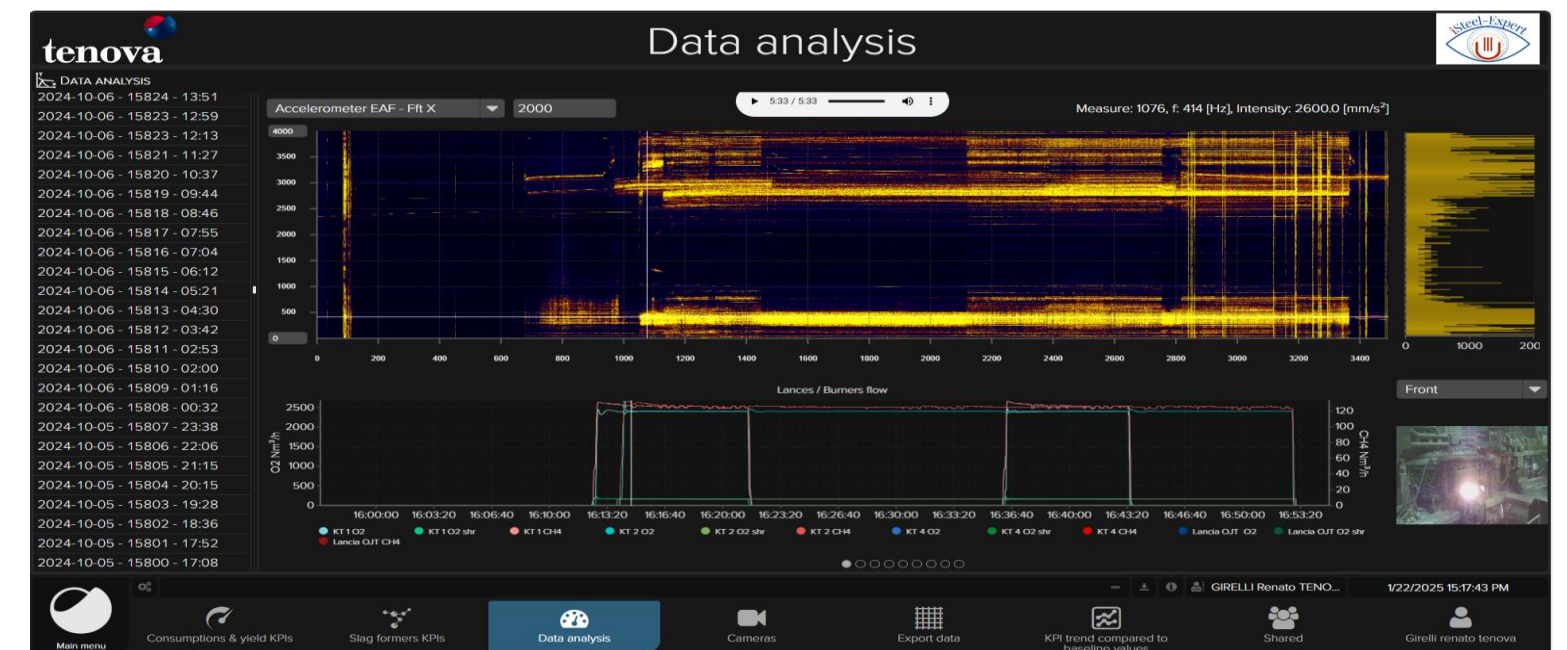 tenova
Data analysis
iSteel-Expert
DATA ANALYSIS
2024-10-06 - 15824 - 13:51
2024-10-06 - 15823 - 12:59
2024-10-06 - 15823 - 12:13
2024-10-06 - 15821 - 11:27
2024-10-06 - 15820 - 10:37
2024-10-06 - 15819 - 09:44
2024-10-06 - 15818 - 08:46
2024-10-06 - 15817 - 07:55
2024-10-06 - 15816 - 07:04
2024-10-06 - 15815 - 06:12
2024-10-06 - 15814 - 05:21
2024-10-06 - 15813 - 04:30
2024-10-06 - 15812 - 03:42
2024-10-06 - 15811 - 02:53
2024-10-06 - 15810 - 02:00
2024-10-06 - 15809 - 01:16
2024-10-06 - 15808 - 00:32
2024-10-05 - 15807 - 23:38
2024-10-05 - 15806 - 22:06
2024-10-05 - 15805 - 21:15
2024-10-05 - 15804 - 20:15
2024-10-05 - 15803 - 19:28
2024-10-05 - 15802 - 18:36
2024-10-05 - 15801 - 17:52
2024-10-05 - 15800 - 17:08
Accelerometer EAF - Fft X 2000
5:33 / 5:33
Measure: 1076, f: 414 [Hz], Intensity: 2600.0 [mm/s²]
4000
3500
3000
2500
2000
1500
1000
500
0
0 200 400 600 800 1000 1200 1400 1600 1800 2000 2200 2400 2600 2800 3000 3200 3400
0 1000 200
Lances / Burners flow
Front
O2 Nm³/h
2500
2000
1500
1000
500
0
120
100
80
60
40
20
0
CH4 Nm³/h
16:00:00 16:03:20 16:06:40 16:10:00 16:13:20 16:16:40 16:20:00 16:23:20 16:26:40 16:30:00 16:33:20 16:36:40 16:40:00 16:43:20 16:46:40 16:50:00 16:53:20
KT 1 O2 KT 1 O2 shr KT 1 CH4 KT 2 O2 KT 2 O2 shr KT 2 CH4 KT 4 O2 KT 4 O2 shr KT 4 CH4 Lancia OJT O2 Lancia OJT O2 shr
Lancia OJT CH4
GIRELLI Renato TENO... 1/22/2025 15:17:43 PM
Main menu
Consumptions & yield KPIs
Slag formers KPIs
Data analysis
Cameras
Export data
KPI trend compared to
baseline values
Shared
Girelli renato tenova